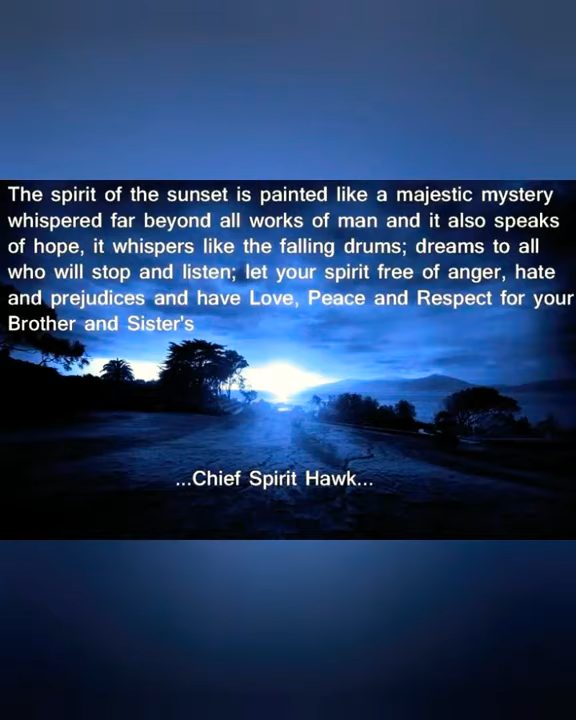 The spirit of the sunset is painted like a majestic mystery
whispered far beyond all works of man and it also speaks
of hope, it whispers like the falling drums; dreams to all
who will stop and listen; let your spirit free of anger, hate
and prejudices and have Love, Peace and Respect for your
Brother and Sister's
...Chief Spirit Hawk...